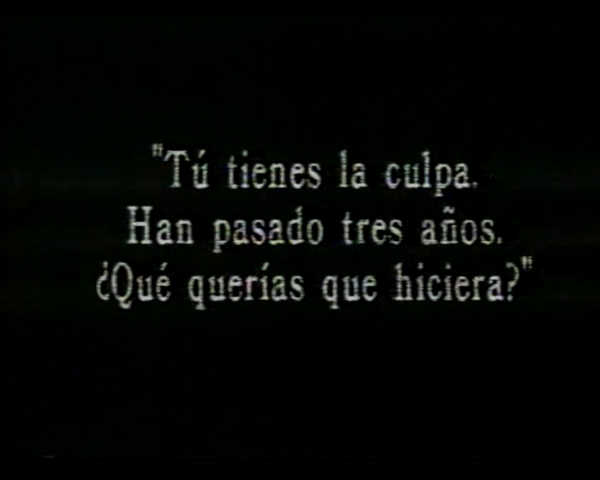 "Tú tienes la culpa.
Han pasado tres años.
¿Qué querías que hiciera?"